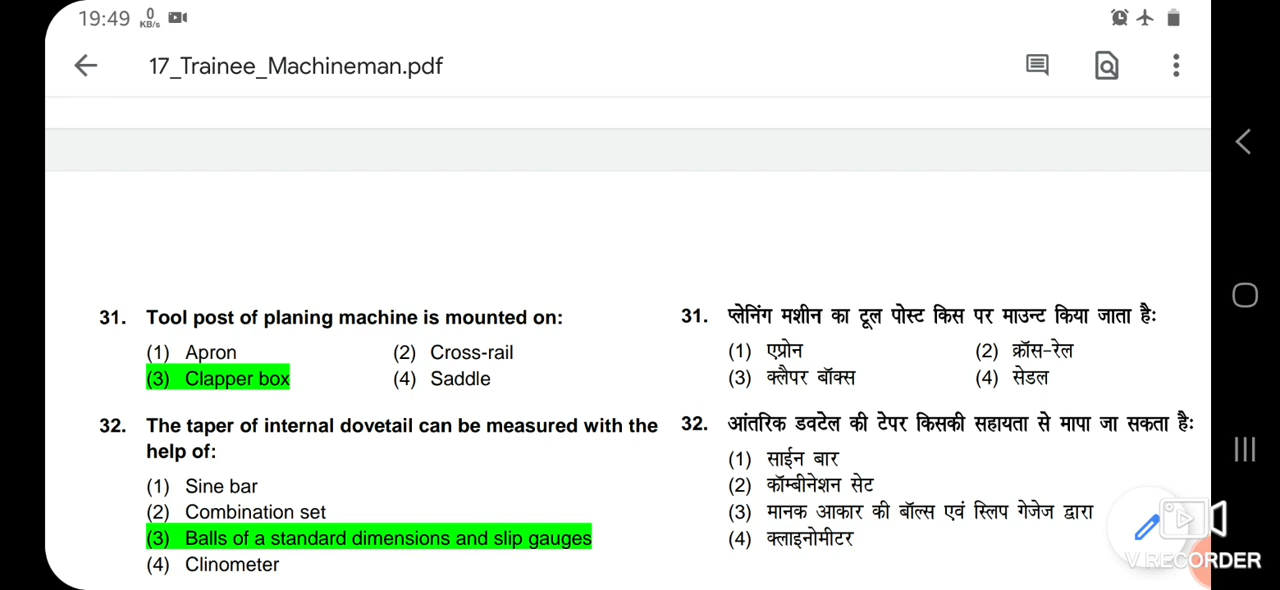 19:49 0 KB/s
17_Trainee_Machineman.pdf
31. Tool post of planing machine is mounted on:
(1) Apron (2) Cross-rail
(3) Clapper box (4) Saddle
32. The taper of internal dovetail can be measured with the
help of:
(1) Sine bar
(2) Combination set
(3) Balls of a standard dimensions and slip gauges
(4) Clinometer
31. प्लेनिंग मशीन का टूल पोस्ट किस पर माउन्ट किया जाता है:
(1) एप्रोन (2) क्रॉस-रेल
(3) क्लैपर बॉक्स (4) सेडल
32. आंतरिक डवटेल की टेपर किसकी सहायता से मापा जा सकता है:
(1) साईन बार
(2) कॉम्बीनेशन सेट
(3) मानक आकार की बॉल्स एवं स्लिप गेजेज द्वारा
(4) क्लाइनोमीटर
V RECORDER